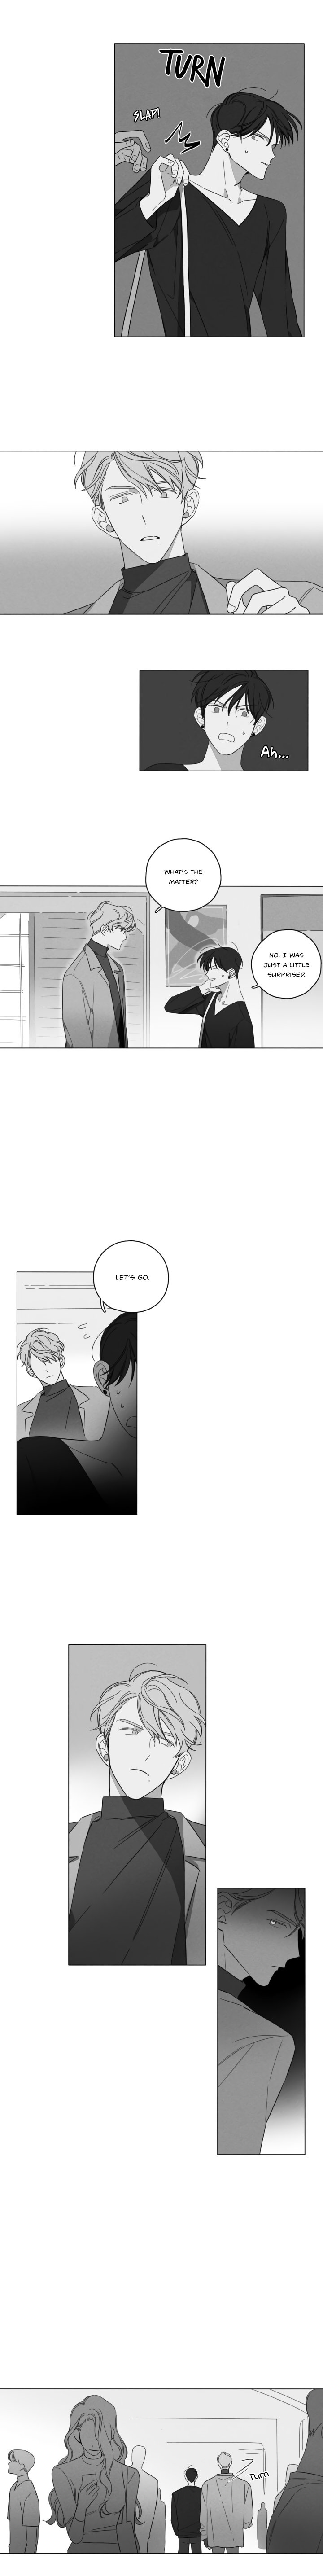 TURN
SLAP!
Ah...
WHAT'S THE
MATTER?
NO, I WAS
JUST A LITTLE
SURPRISED.
LET'S GO.
Turn